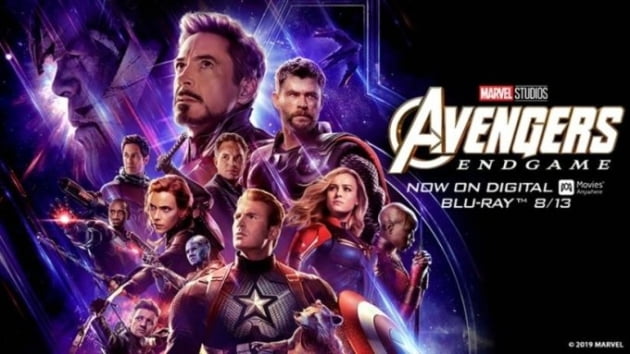 MARVEL STUDIOS
AVENGERS
ENDGAME
NOW ON DIGITAL Movies Anywhere
BLU-RAY™ 8/13
© 2019 MARVEL